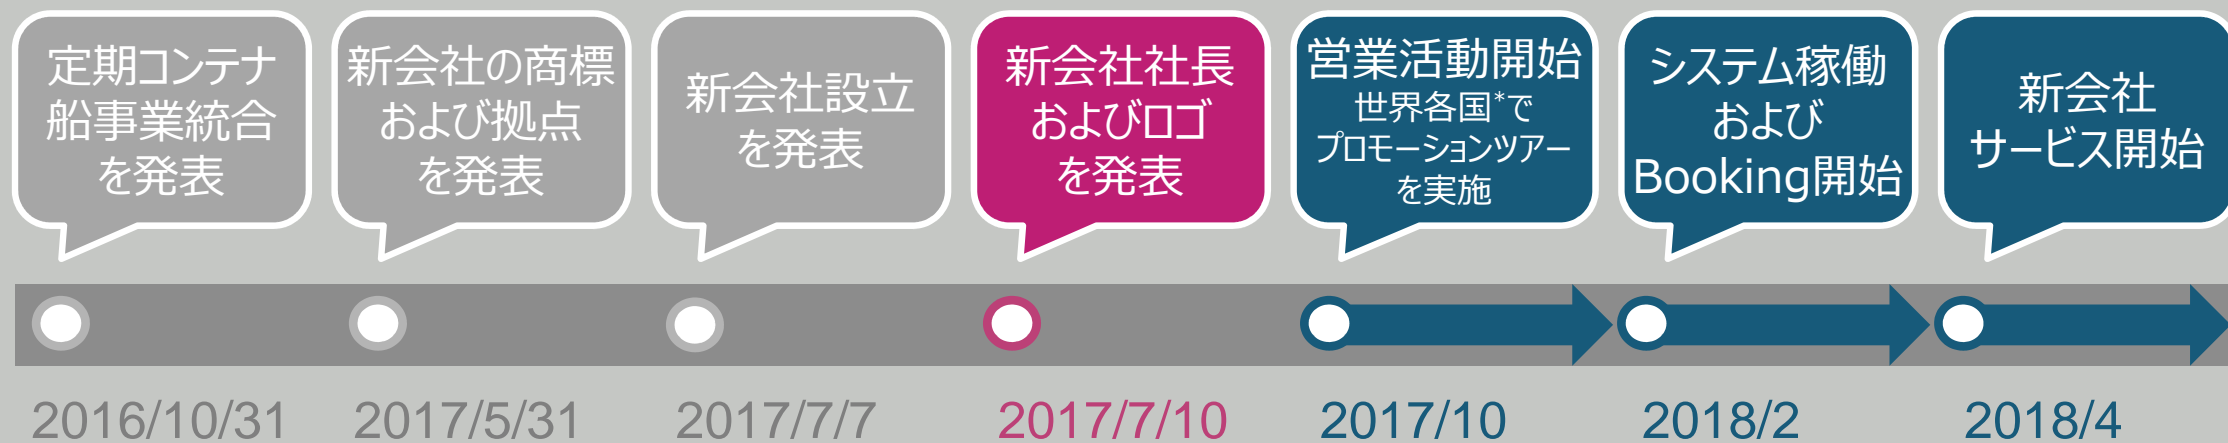 定期コンテナ
船事業統合
を発表
新会社の商標
および拠点
を発表
新会社設立
を発表
新会社社長
およびロゴ
を発表
営業活動開始
世界各国*で
プロモーションツアー
を実施
システム稼働
および
Booking開始
新会社
サービス開始
2016/10/31
2017/5/31
2017/7/7
2017/7/10
2017/10
2018/2
2018/4